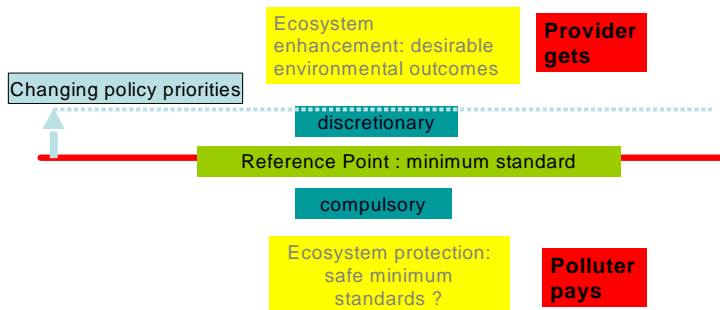 Ecosystem
enhancement: desirable
environmental outcomes
Provider
gets
Changing policy priorities
discretionary
Reference Point : minimum standard
compulsory
Ecosystem protection:
safe minimum
standards ?
Polluter
pays